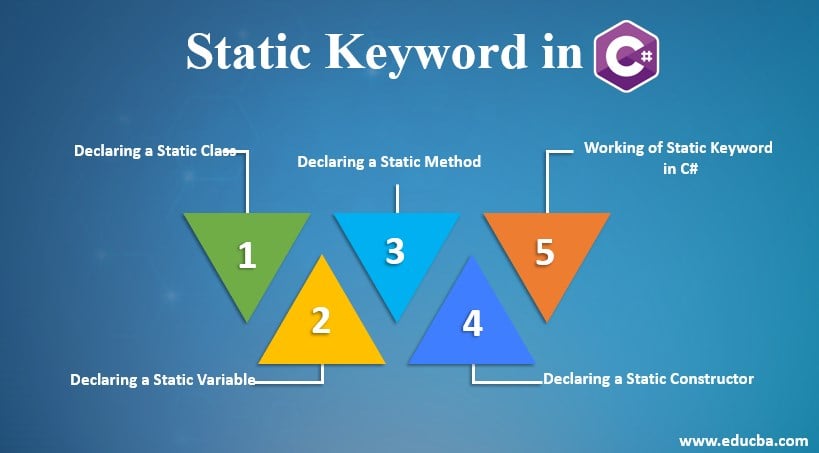 Static Keyword in C#
Declaring a Static Class
Declaring a Static Method
Working of Static Keyword
in C#
1
3
5
2
4
Declaring a Static Variable
Declaring a Static Constructor
www.educba.com